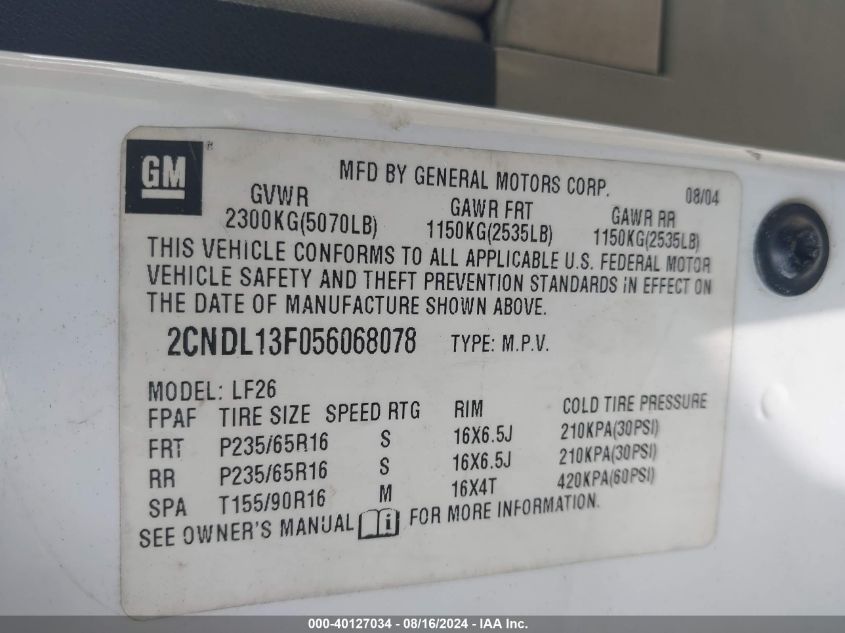 GM
MFD BY GENERAL MOTORS CORP. 08/04
GVWR GAWR FRT GAWR RR
2300KG(5070LB) 1150KG(2535LB) 1150KG(2535LB)
THIS VEHICLE CONFORMS TO ALL APPLICABLE U.S. FEDERAL MOTOR
VEHICLE SAFETY AND THEFT PREVENTION STANDARDS IN EFFECT ON
THE DATE OF MANUFACTURE SHOWN ABOVE.
2CNDL13F056068078 TYPE: M.P.V.
MODEL: LF26
FPAF TIRE SIZE SPEED RTG RIM COLD TIRE PRESSURE
FRT P235/65R16 S 16X6.5J 210KPA(30PSI)
RR P235/65R16 S 16X6.5J 210KPA(30PSI)
SPA T155/90R16 M 16X4T 420KPA(60PSI)
SEE OWNER'S MANUAL i FOR MORE INFORMATION.
000-40127034 - 08/16/2024 - IAA Inc.